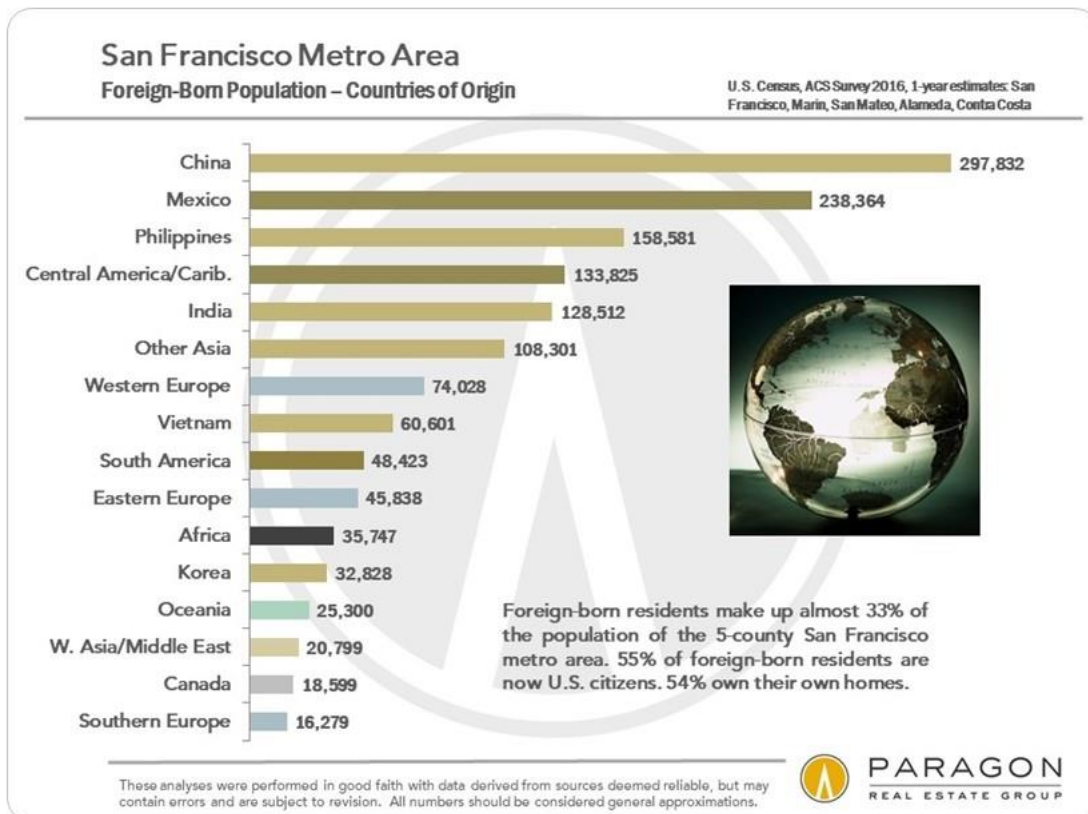 San Francisco Metro Area
Foreign-Born Population – Countries of Origin
U.S. Census, ACS Survey 2016, 1-year estimates: San
Francisco, Marin, San Mateo, Alameda, Contra Costa
China 297,832
Mexico 238,364
Philippines 158,581
Central America/Carib. 133,825
India 128,512
Other Asia 108,301
Western Europe 74,028
Vietnam 60,601
South America 48,423
Eastern Europe 45,838
Africa 35,747
Korea 32,828
Oceania 25,300
W. Asia/Middle East 20,799
Canada 18,599
Southern Europe 16,279
Foreign-born residents make up almost 33% of
the population of the 5-county San Francisco
metro area. 55% of foreign-born residents are
now U.S. citizens. 54% own their own homes.
These analyses were performed in good faith with data derived from sources deemed reliable, but may
contain errors and are subject to revision. All numbers should be considered general approximations.
PARAGON
REAL ESTATE GROUP